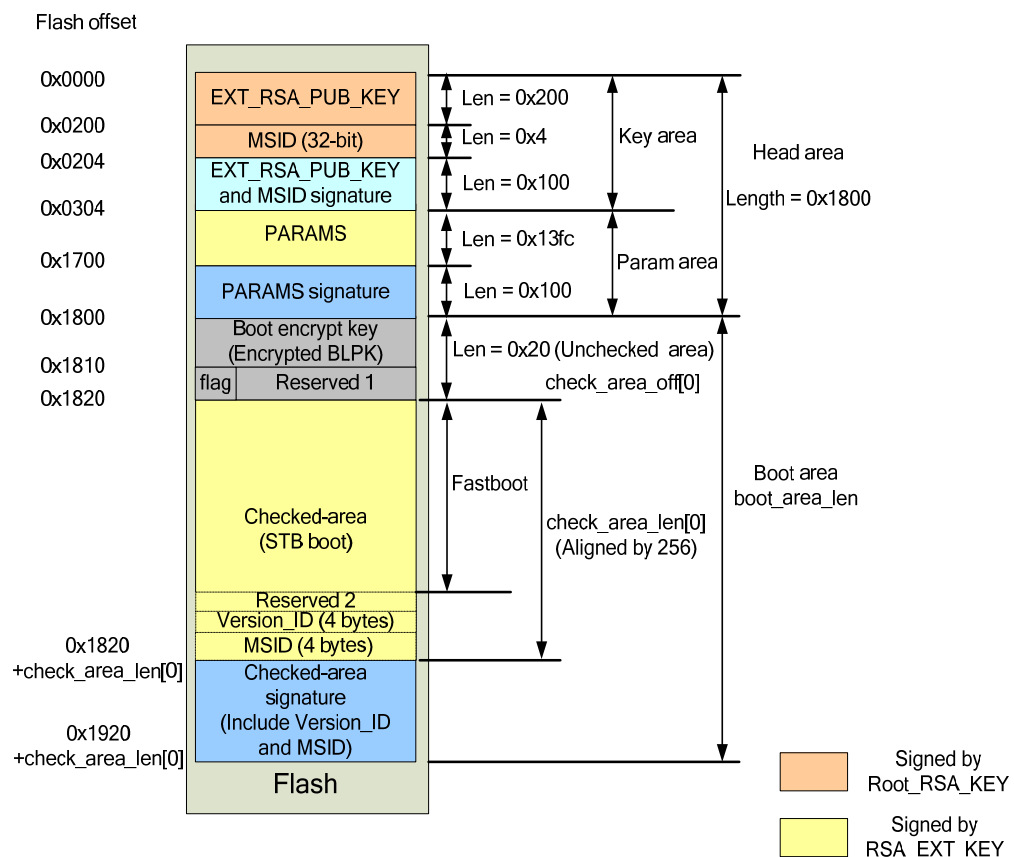 Flash offset
0x0000
0x0200
0x0204
0x0304
0x1700
0x1800
0x1810
0x1820
0x1820
+check_area_len[0]
0x1920
+check_area_len[0]
EXT_RSA_PUB_KEY
MSID (32-bit)
EXT_RSA_PUB_KEY
and MSID signature
PARAMS
PARAMS signature
Boot encrypt key
(Encrypted BLPK)
flag
Reserved 1
Checked-area
(STB boot)
Reserved 2
Version_ID (4 bytes)
MSID (4 bytes)
Checked-area
signature
(Include Version_ID
and MSID)
Flash
Len = 0x200
Len = 0x4
Len = 0x100
Len = 0x13fc
Len = 0x100
Len = 0x20 (Unchecked area)
check_area_off[0]
Fastboot
check_area_len[0]
(Aligned by 256)
Key area
Param area
Head area
Length = 0x1800
Boot area
boot_area_len
Signed by
Root_RSA_KEY
Signed by
RSA_EXT_KEY